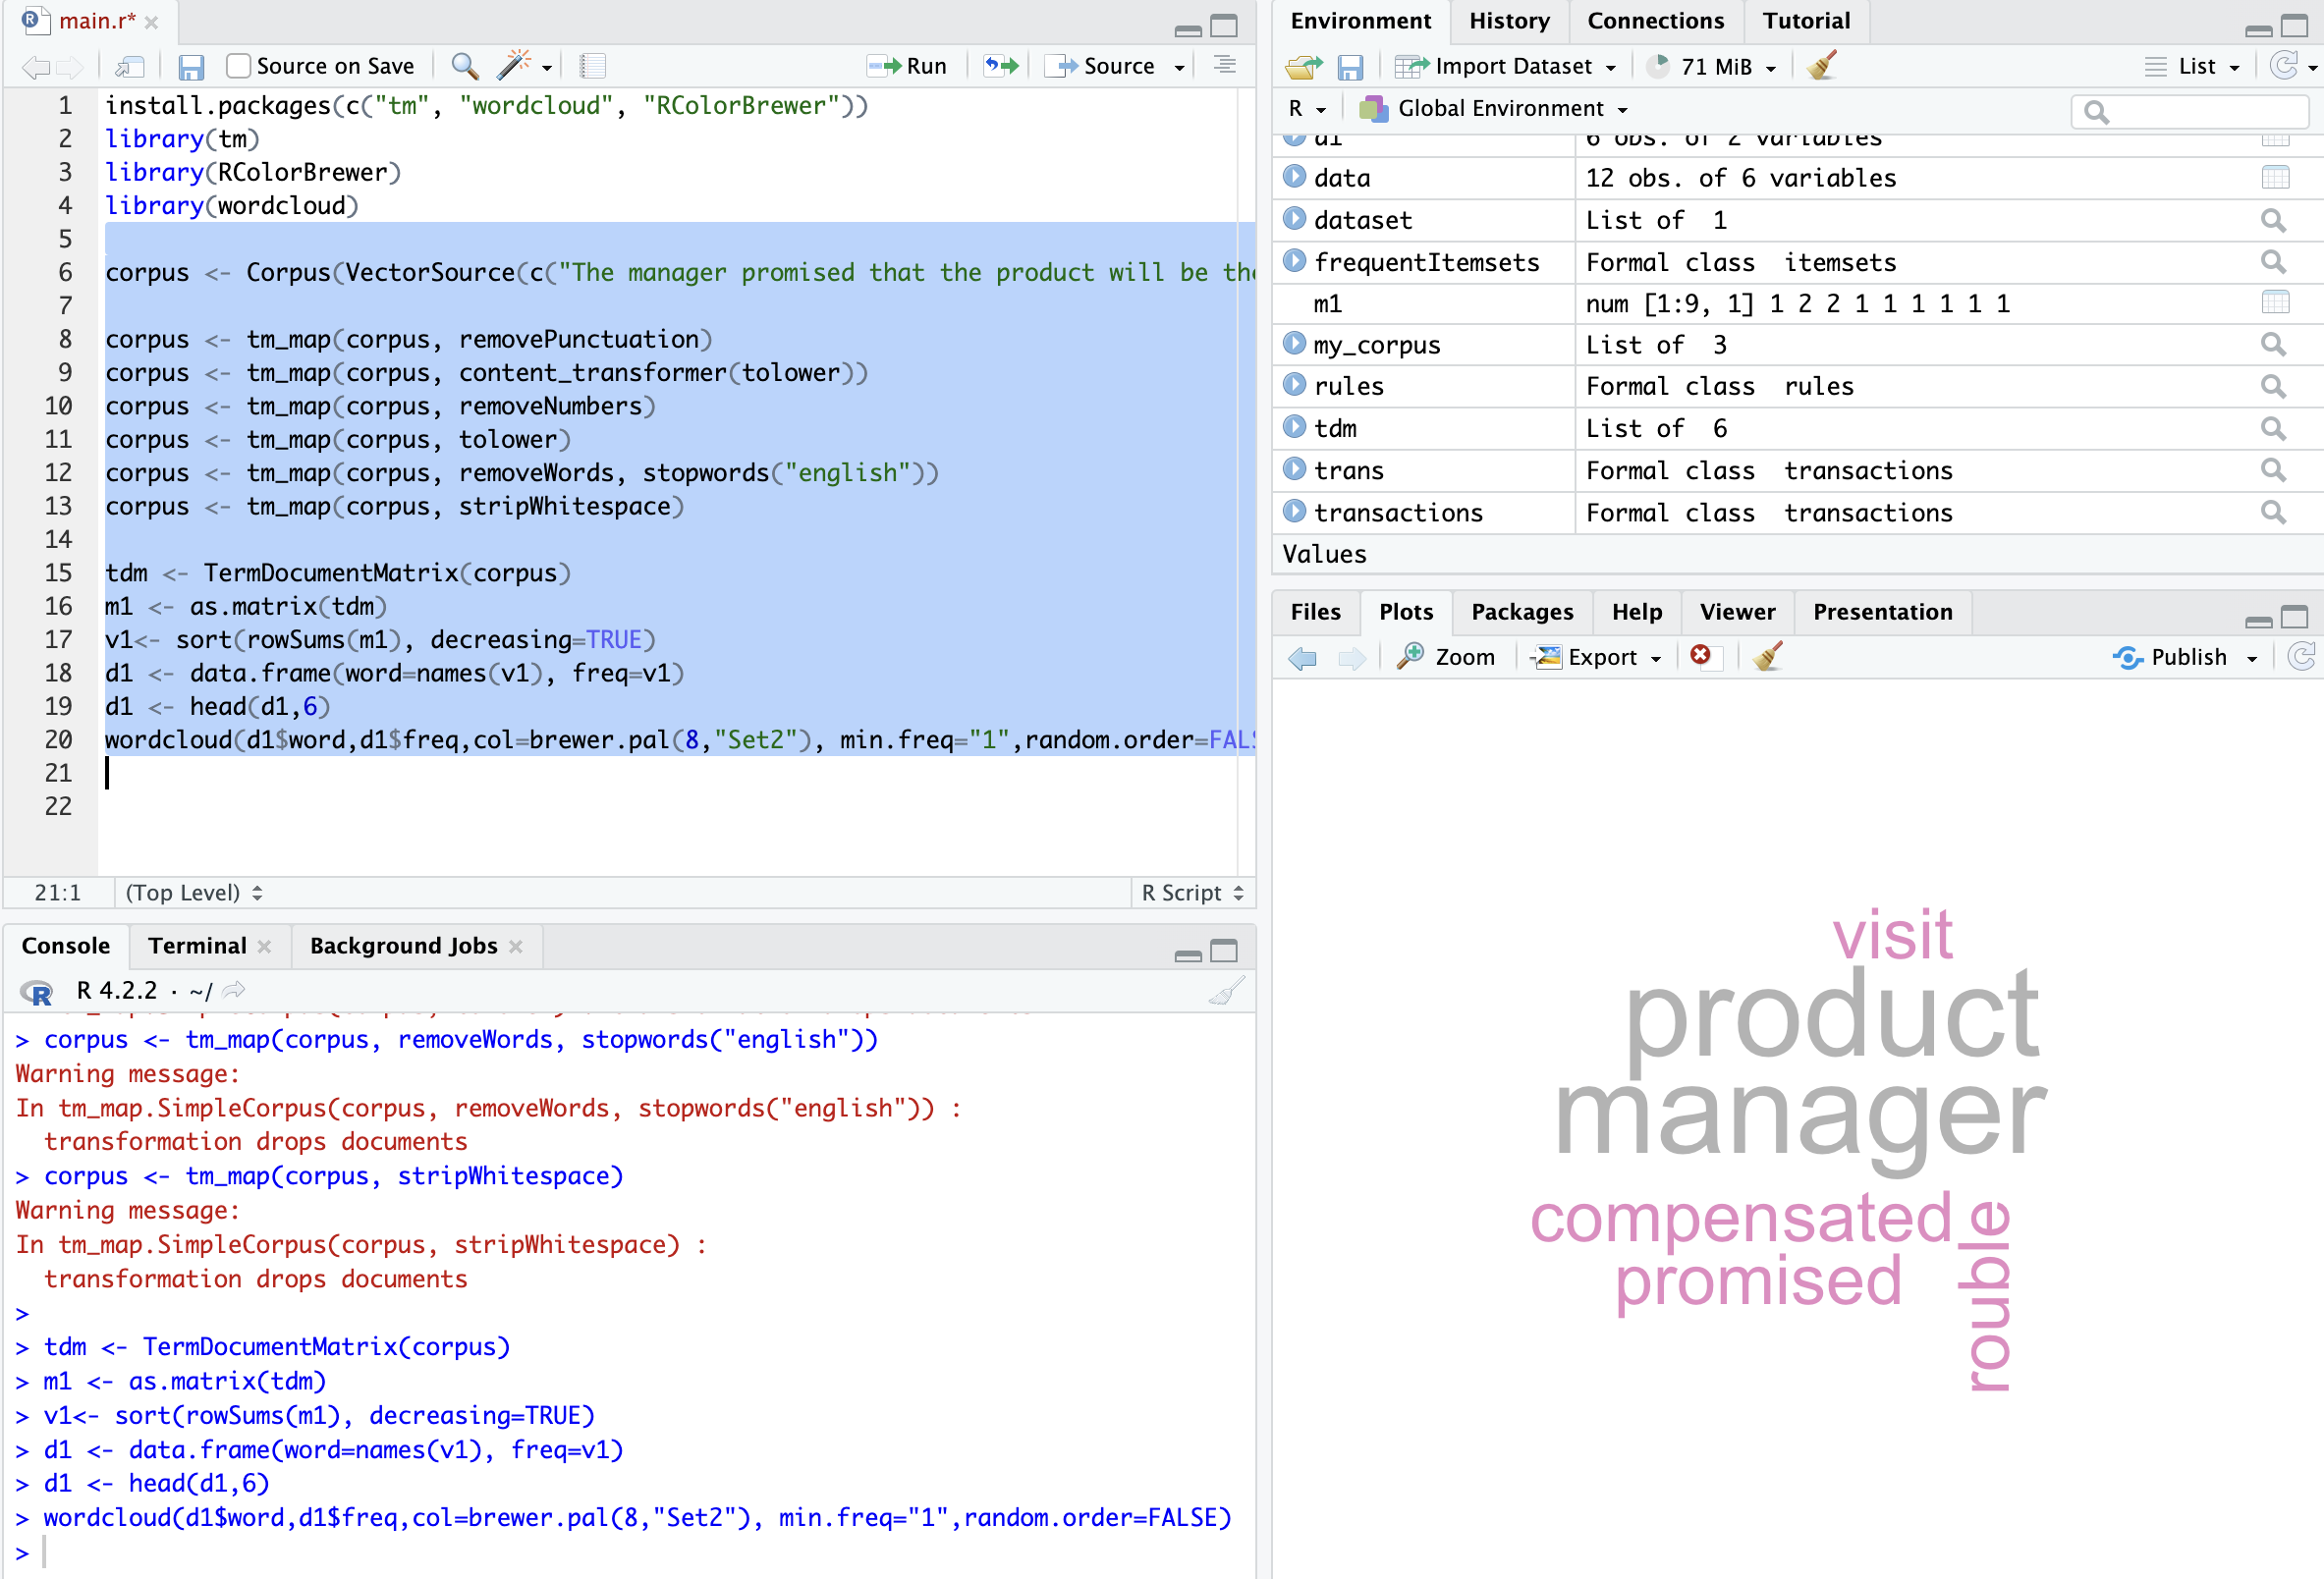 main.r*
Source on Save
Run
Source
1 install.packages(c("tm", "wordcloud", "RColorBrewer"))
2 library(tm)
3 library(RColorBrewer)
4 library(wordcloud)
5
6 corpus <- Corpus(VectorSource(c("The manager promised that the product will be the
7
8 corpus <- tm_map(corpus, removePunctuation)
9 corpus <- tm_map(corpus, content_transformer(tolower))
10 corpus <- tm_map(corpus, removeNumbers)
11 corpus <- tm_map(corpus, tolower)
12 corpus <- tm_map(corpus, removeWords, stopwords("english"))
13 corpus <- tm_map(corpus, stripWhitespace)
14
15 tdm <- TermDocumentMatrix(corpus)
16 m1 <- as.matrix(tdm)
17 v1<- sort(rowSums(m1), decreasing=TRUE)
18 d1 <- data.frame(word=names(v1), freq=v1)
19 d1 <- head(d1,6)
20 wordcloud(d1$word,d1$freq,col=brewer.pal(8,"Set2"), min.freq="1",random.order=FALS
21
22
21:1 (Top Level) R Script
Console Terminal Background Jobs
R 4.2.2 · ~/
> corpus <- tm_map(corpus, removeWords, stopwords("english"))
Warning message:
In tm_map.SimpleCorpus(corpus, removeWords, stopwords("english")) :
transformation drops documents
> corpus <- tm_map(corpus, stripWhitespace)
Warning message:
In tm_map.SimpleCorpus(corpus, stripWhitespace) :
transformation drops documents
>
> tdm <- TermDocumentMatrix(corpus)
> m1 <- as.matrix(tdm)
> v1<- sort(rowSums(m1), decreasing=TRUE)
> d1 <- data.frame(word=names(v1), freq=v1)
> d1 <- head(d1,6)
> wordcloud(d1$word,d1$freq,col=brewer.pal(8,"Set2"), min.freq="1",random.order=FALSE)
>
Environment History Connections Tutorial
Import Dataset 71 MiB List
R Global Environment
d1 6 obs. of 2 variables
data 12 obs. of 6 variables
dataset List of 1
frequentItemsets Formal class itemsets
m1 num [1:9, 1] 1 2 2 1 1 1 1 1 1
my_corpus List of 3
rules Formal class rules
tdm List of 6
trans Formal class transactions
transactions Formal class transactions
Values
Files Plots Packages Help Viewer Presentation
Zoom Export Publish
visit
product
manager
compensated
promised
rouble